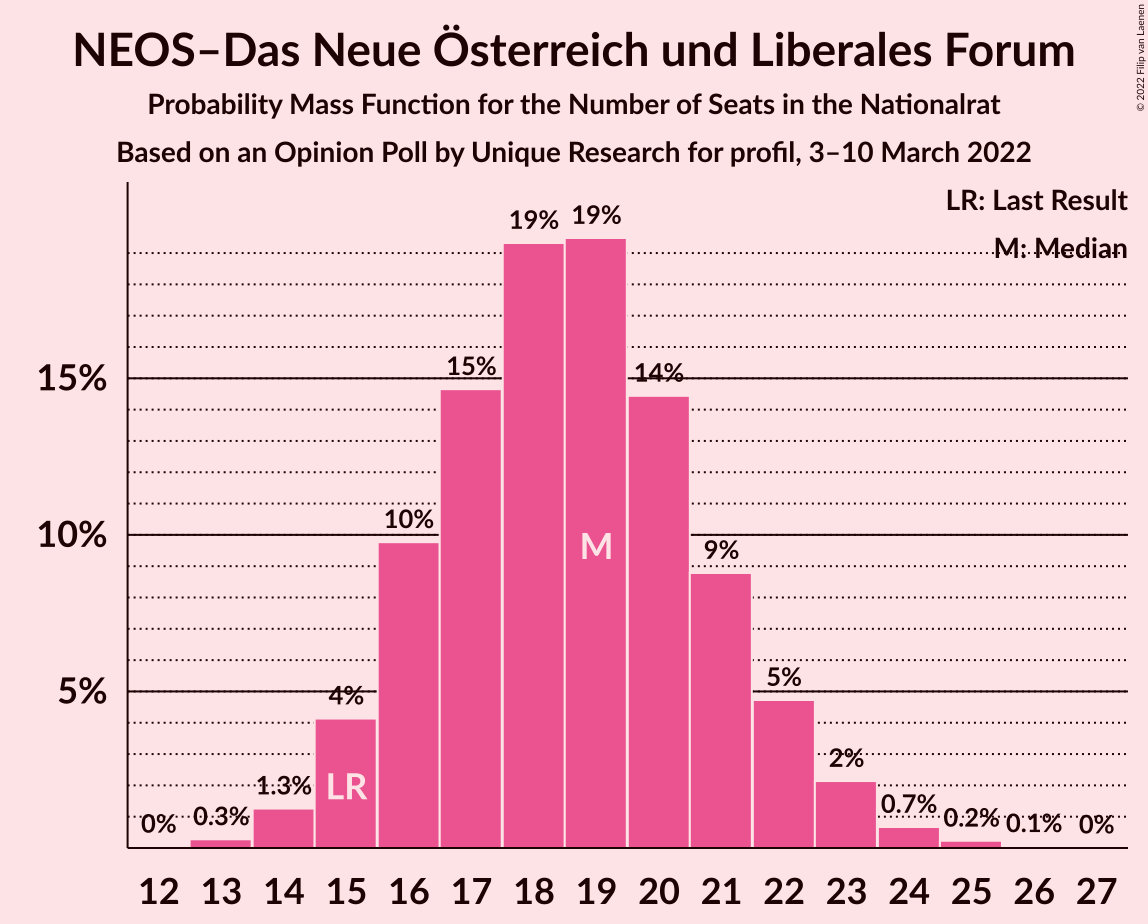 NEOS–Das Neue Österreich und Liberales Forum
Probability Mass Function for the Number of Seats in the Nationalrat
Based on an Opinion Poll by Unique Research for profil, 3–10 March 2022
© 2022 Filip van Laenen
LR: Last Result
M: Median
15%
10%
5%
0%
0.3%
1.3%
4%
10%
15%
19%
19%
14%
9%
5%
2%
0.7%
0.2%
0.1%
0%
LR
M
12 13 14 15 16 17 18 19 20 21 22 23 24 25 26 27